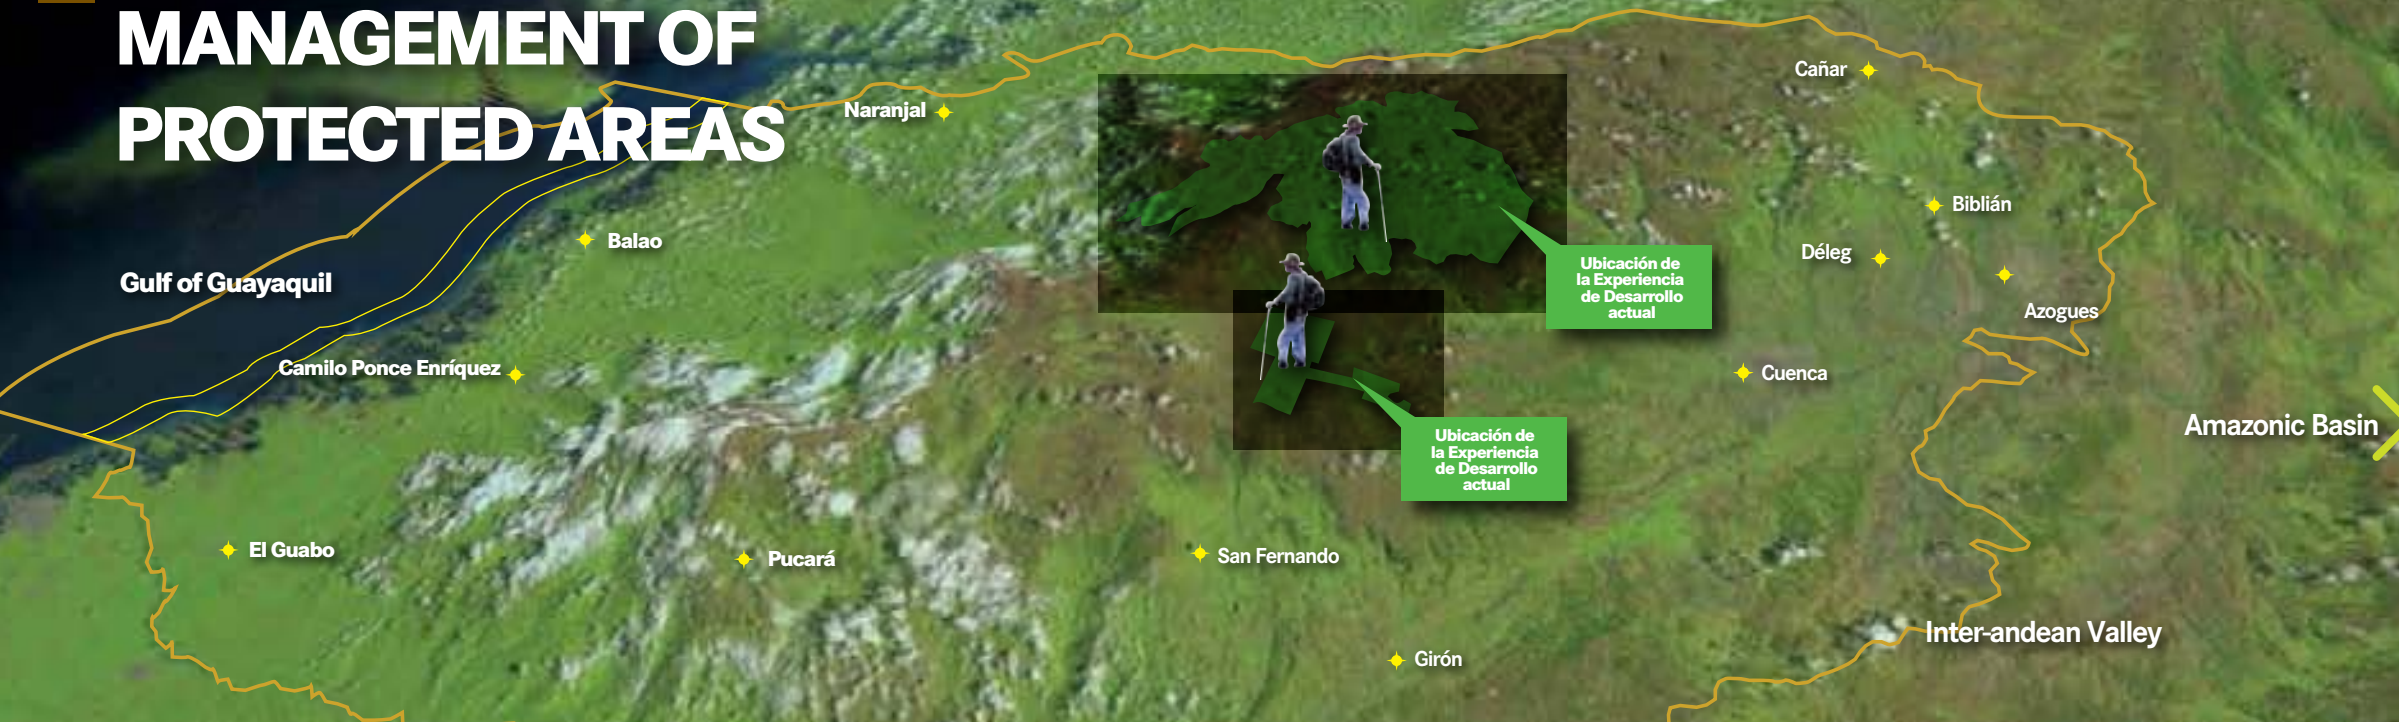 MANAGEMENT OF
PROTECTED AREAS
Cañar
Naranjal
Biblián
Balao
Déleg
Gulf of Guayaquil
Ubicación de
la Experiencia
de Desarrollo
actual
Azogues
Camilo Ponce Enríquez
Cuenca
Amazonic Basin
Ubicación de
la Experiencia
de Desarrollo
actual
El Guabo
Pucará
San Fernando
Inter-andean Valley
Girón